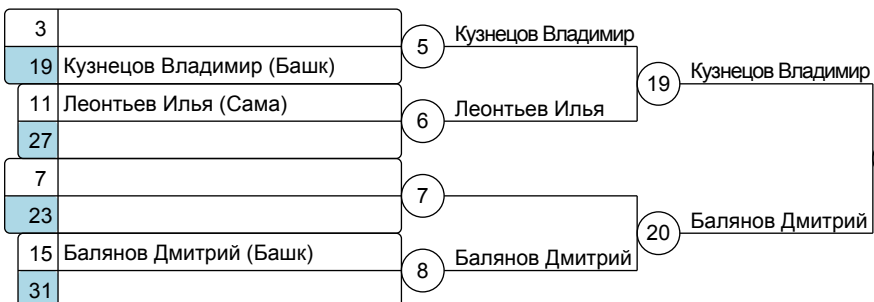 3
5
Кузнецов Владимир
19 Кузнецов Владимир (Башк)
19
Кузнецов Владимир
11 Леонтьев Илья (Сама)
6
Леонтьев Илья
27
7
7
23
20
Балянов Дмитрий
15 Балянов Дмитрий (Башк)
8
Балянов Дмитрий
31